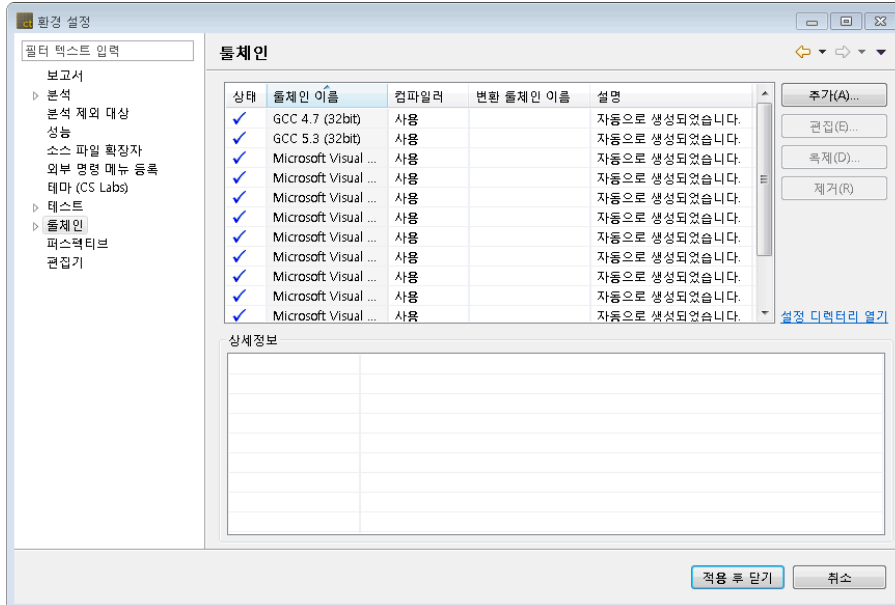 ct 환경 설정
필터 텍스트 입력
보고서
분석
분석 제외 대상
성능
소스 파일 확장자
외부 명령 메뉴 등록
테마 (CS Labs)
테스트
툴체인
퍼스펙티브
편집기
툴체인
상태 툴체인 이름 컴파일러 변환 툴체인 이름 설명
GCC 4.7 (32bit) 사용 자동으로 생성되었습니다.
GCC 5.3 (32bit) 사용 자동으로 생성되었습니다.
Microsoft Visual ... 사용 자동으로 생성되었습니다.
Microsoft Visual ... 사용 자동으로 생성되었습니다.
Microsoft Visual ... 사용 자동으로 생성되었습니다.
Microsoft Visual ... 사용 자동으로 생성되었습니다.
Microsoft Visual ... 사용 자동으로 생성되었습니다.
Microsoft Visual ... 사용 자동으로 생성되었습니다.
Microsoft Visual ... 사용 자동으로 생성되었습니다.
Microsoft Visual ... 사용 자동으로 생성되었습니다.
Microsoft Visual ... 사용 자동으로 생성되었습니다.
추가(A)...
편집(E)...
복제(D)...
제거(R)
설정 디렉터리 열기
상세정보
적용 후 닫기
취소